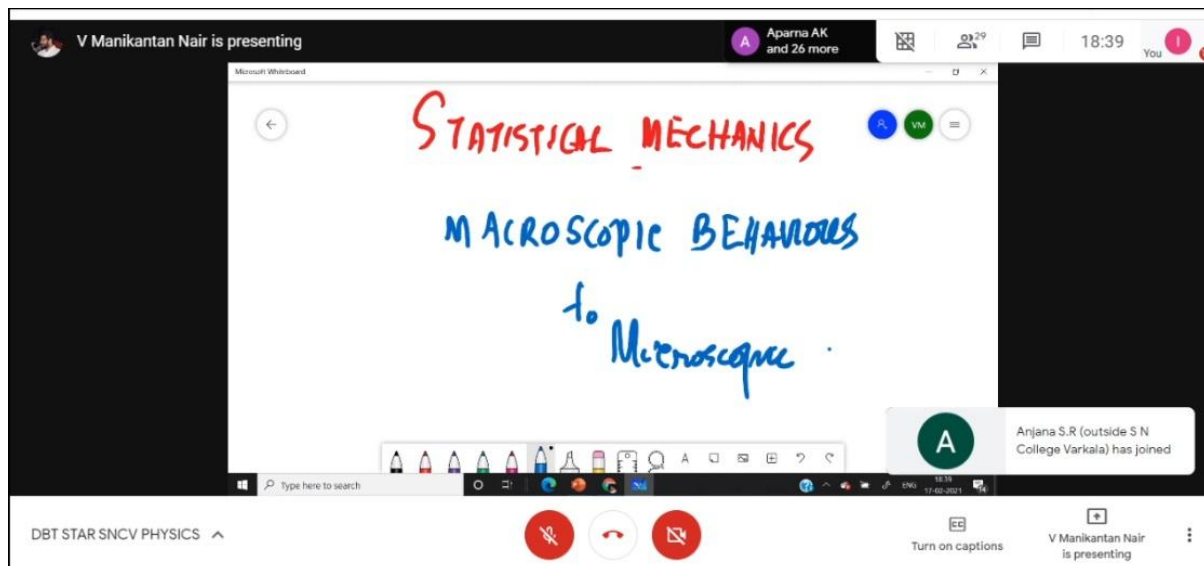 V Manikantan Nair is presenting
A
Aparna AK
and 26 more
29
18:39
You
I
Microsoft Whiteboard
VM
STATISTICAL MECHANICS
MACROSCOPIC BEHAVIOURS
to
Microscopic
A
Anjana S.R (outside S N
College Varkala) has joined
A
Type here to search
ENG
18:39
17-02-2021
DBT STAR SNCV PHYSICS
CC
Turn on captions
V Manikantan Nair
is presenting